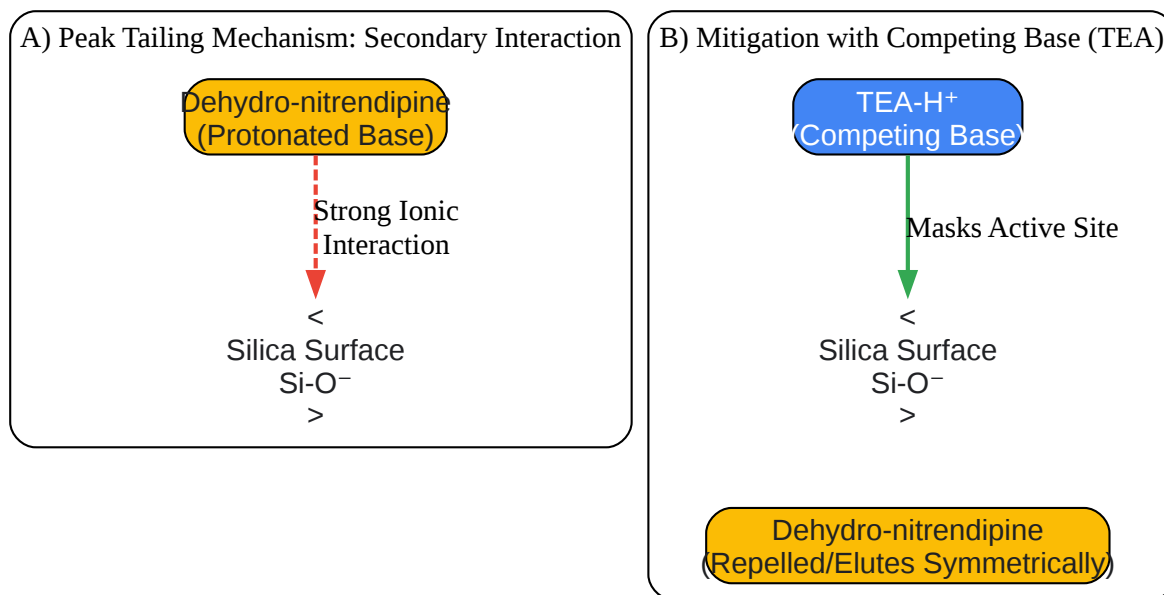 A) Peak Tailing Mechanism: Secondary Interaction
Dehydro-nitrendipine
(Protonated Base)
Strong Ionic
Interaction
<
Silica Surface
Si-O⁻
>
B) Mitigation with Competing Base (TEA)
TEA-H⁺
(Competing Base)
Masks Active Site
<
Silica Surface
Si-O⁻
>
Dehydro-nitrendipine
(Repelled/Elutes Symmetrically)